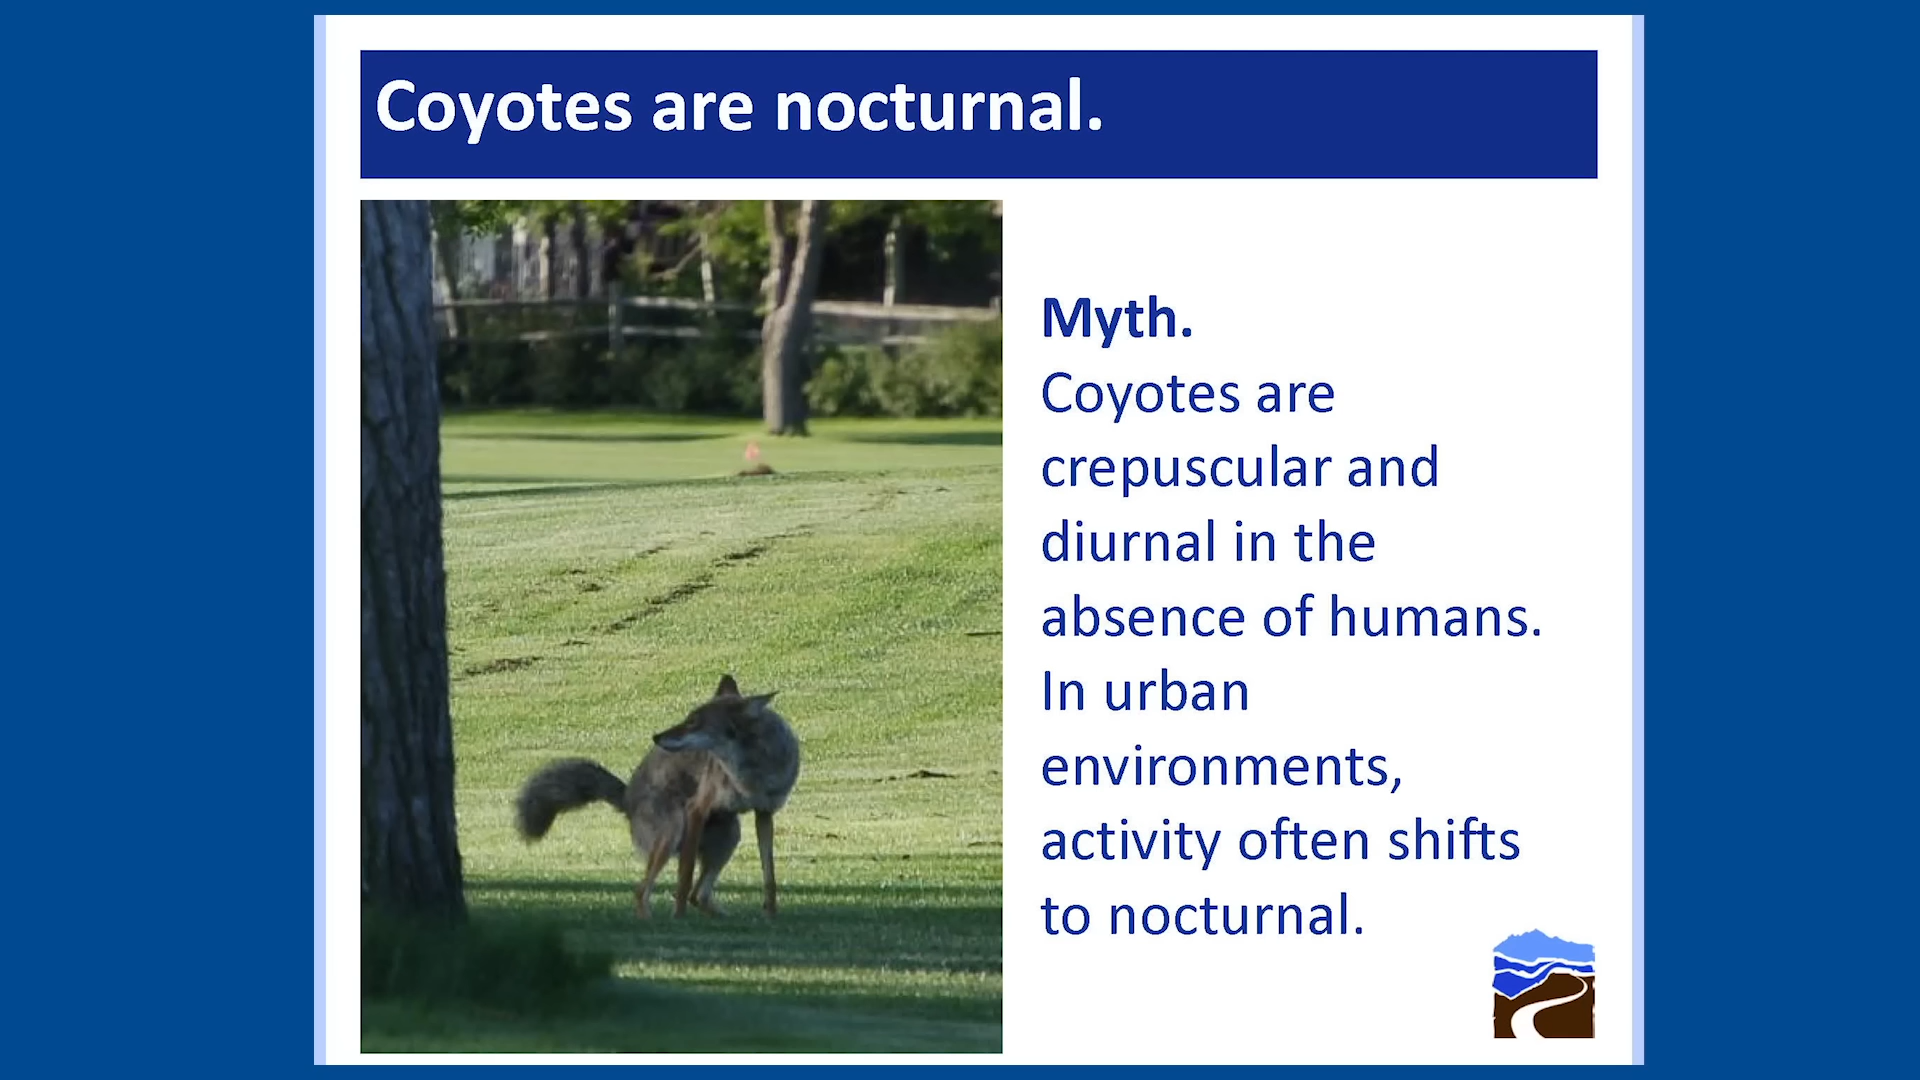 Coyotes are nocturnal.
Myth.
Coyotes are
crepuscular and
diurnal in the
absence of humans.
In urban
environments,
activity often shifts
to nocturnal.